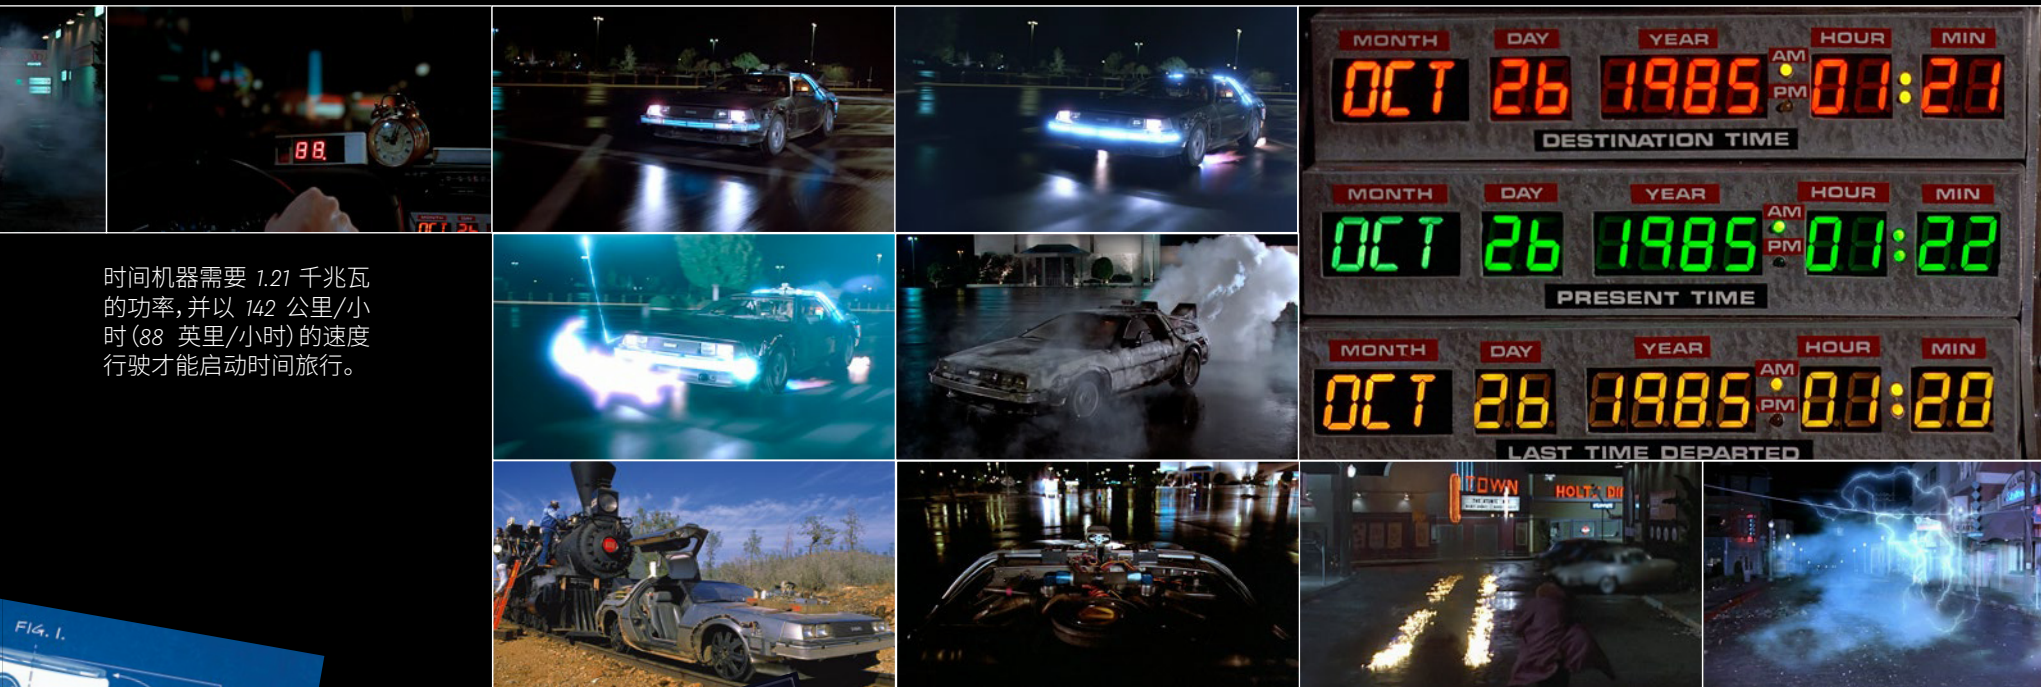 88.
OCT 26
MONTH DAY YEAR AM PM HOUR MIN
OCT 26 1985 01:21
DESTINATION TIME
MONTH DAY YEAR AM PM HOUR MIN
OCT 26 1985 01:22
PRESENT TIME
MONTH DAY YEAR AM PM HOUR MIN
OCT 26 1985 01:20
LAST TIME DEPARTED
时间机器需要 1.21 千兆瓦
的功率,并以 142 公里/小
时(88 英里/小时)的速度
行驶才能启动时间旅行。
TOWN
FIG. 1.